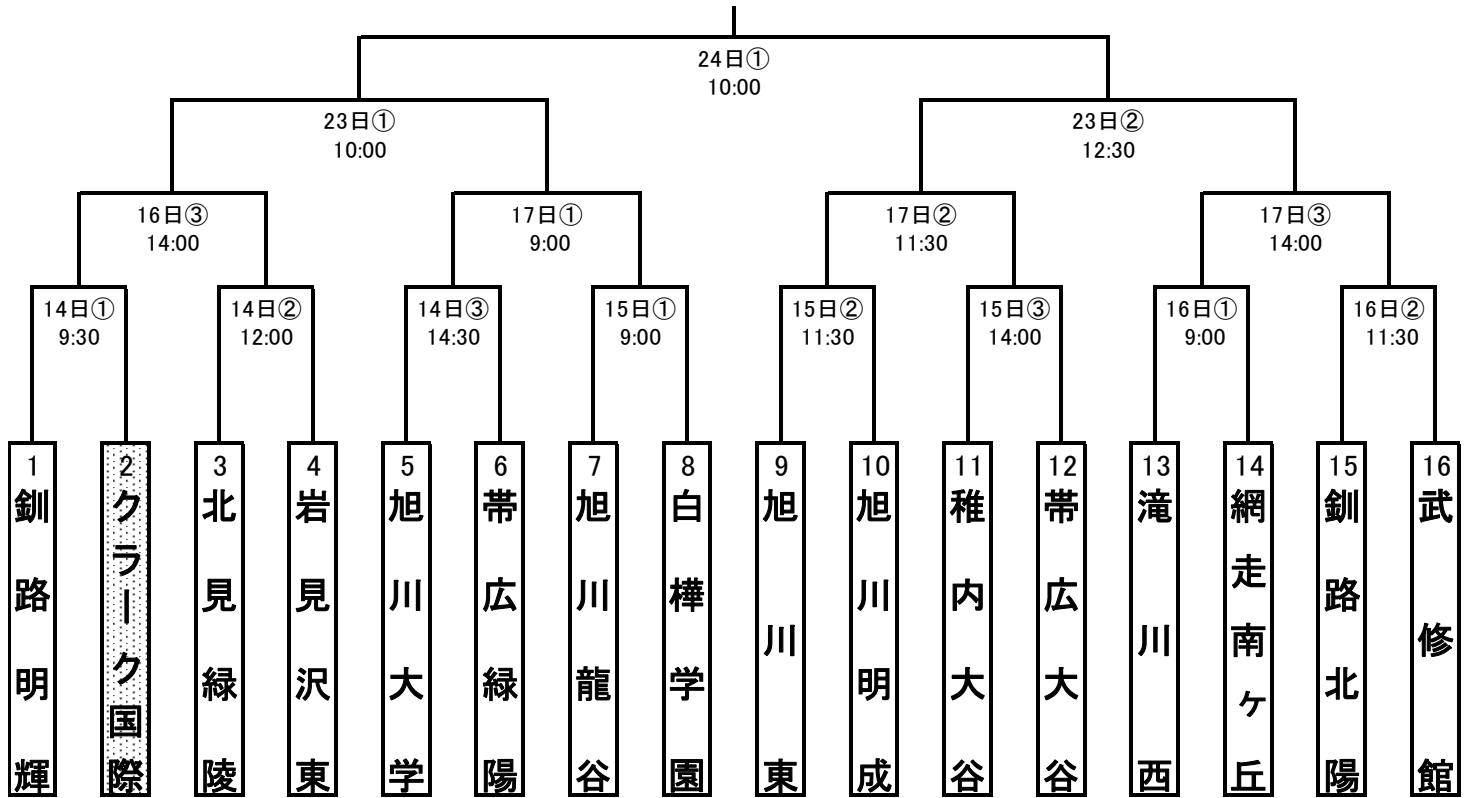 24日①
10:00
23日①
10:00
23日②
12:30
16日③
14:00
17日①
9:00
17日②
11:30
17日③
14:00
14日①
9:30
14日②
12:00
14日③
14:30
15日①
9:00
15日②
11:30
15日③
14:00
16日①
9:00
16日②
11:30
1
釧路明輝
2
クラーク国際
3
北見緑陵
4
岩見沢東
5
旭川大学
6
帯広緑陽
7
旭川龍谷
8
白樺学園
9
旭川東
10
旭川明成
11
稚内大谷
12
帯広大谷
13
滝川西
14
網走南ヶ丘
15
釧路北陽
16
武修館